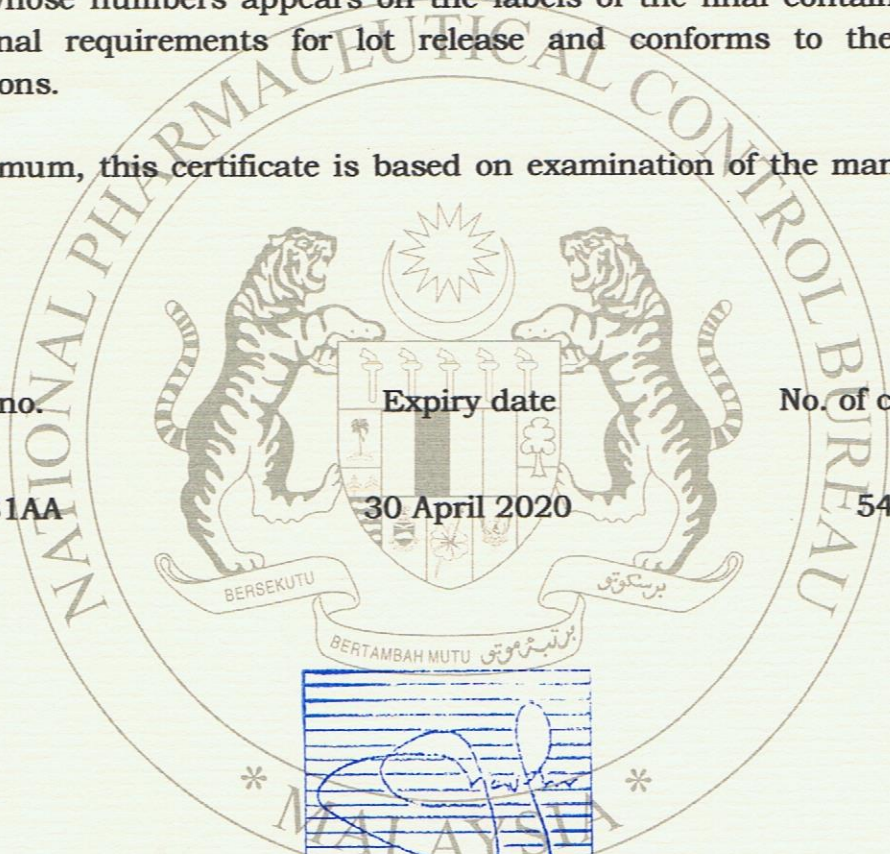 whose numbers appears on the labels of the final contain
nal requirements for lot release and conforms to the
ons.
mum, this certificate is based on examination of the mar
no. Expiry date No. of c
1AA 30 April 2020 54
NATIONAL PHARMACEUTICAL CONTROL BUREAU
BERSEKUTU برسکوتو
BERTAMBAH MUTU برتمبه موتو
* MALAYSIA *